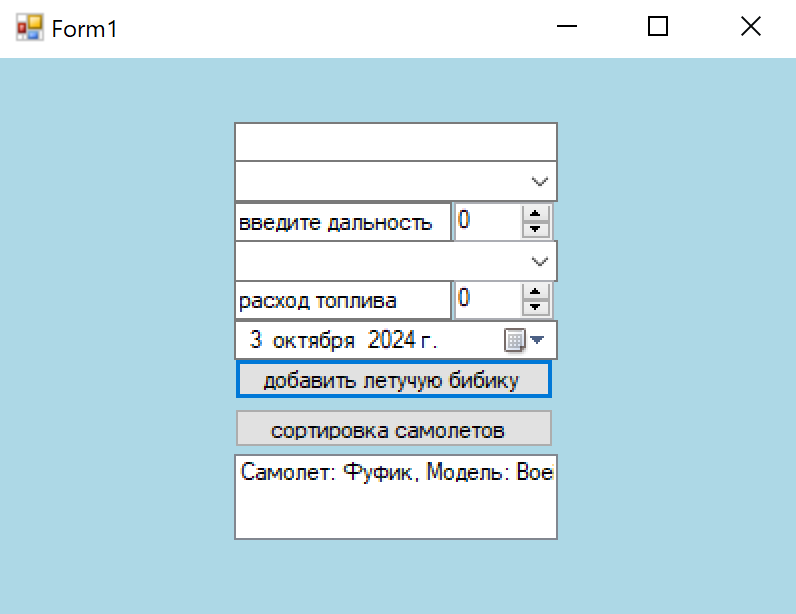 Form1
введите дальность 0
расход топлива 0
3 октября 2024 г.
добавить летучую бибику
сортировка самолетов
Самолет: Фуфик, Модель: Boe